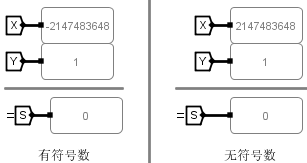 X -2147483648 X 2147483648
Y 1 Y 1
= S 0 = S 0
有符号数 无符号数